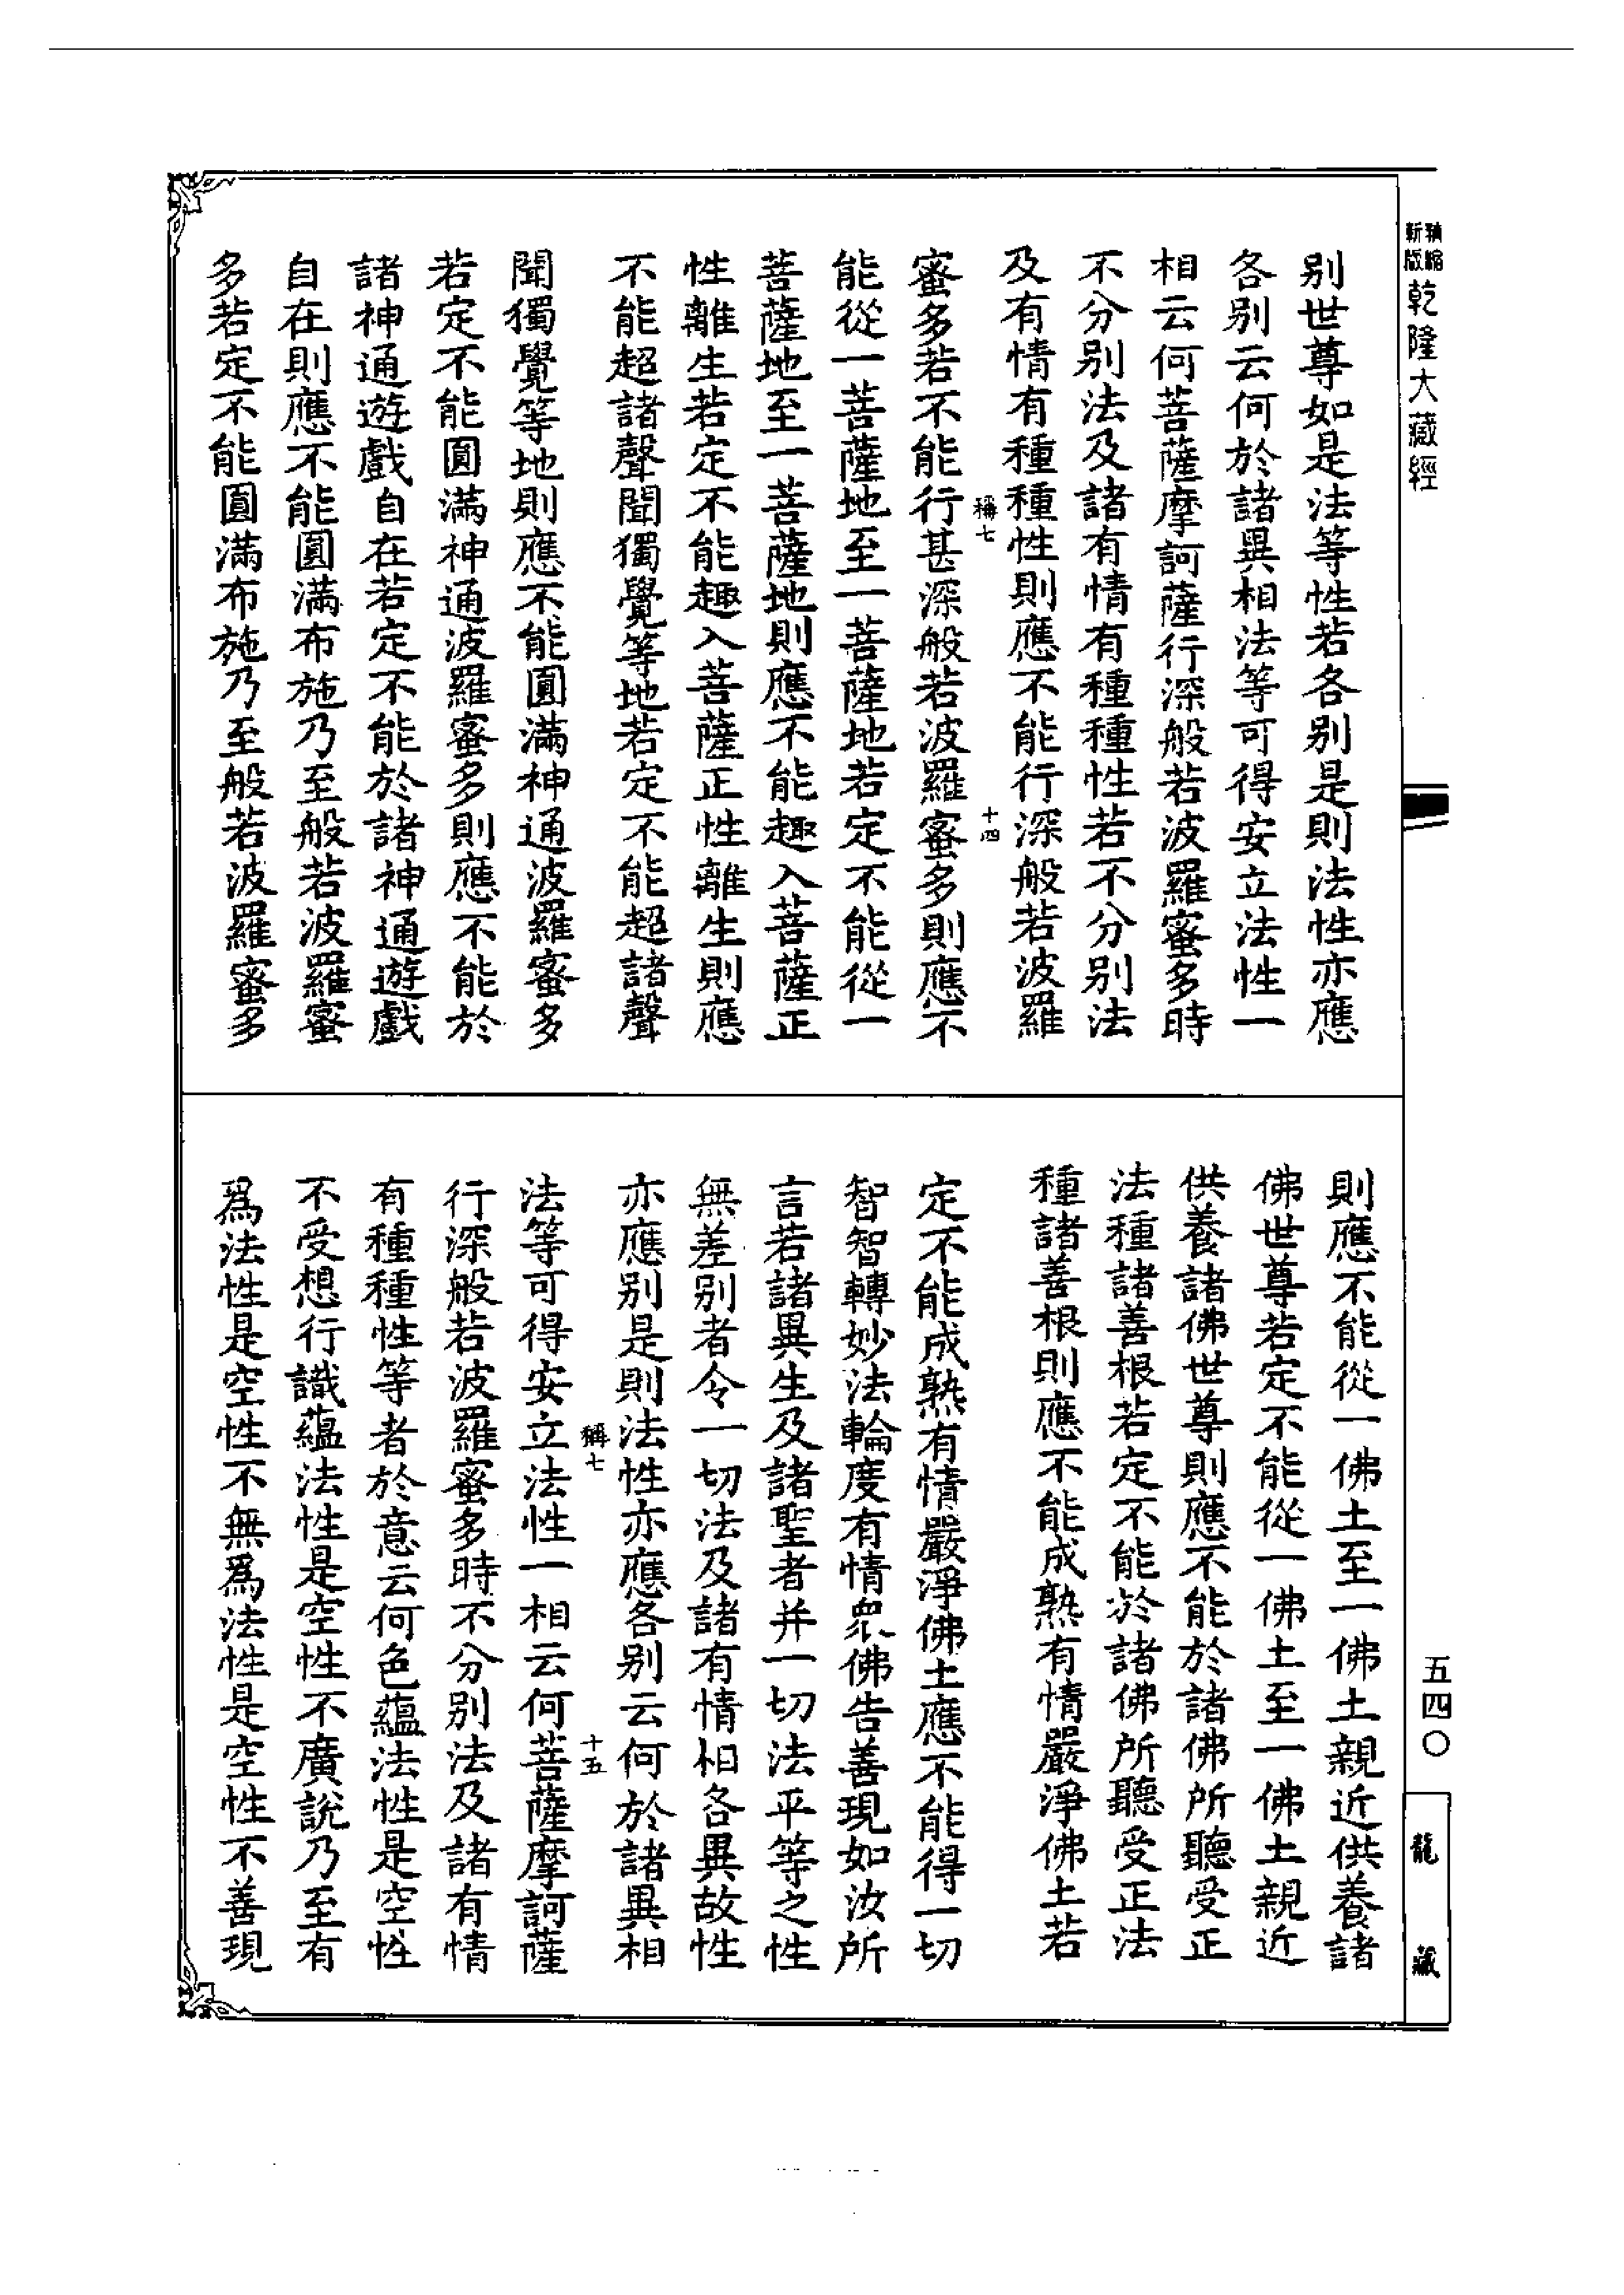 新版 縮
乾隆大藏經
别世尊如是法等性若各别是則法性亦應
各别云何於諸異相法等可得安立法性一
相云何菩薩摩訶薩行深般若波羅蜜多時
不分别法及諸有情有種種性若不分别法
及有情有種種性則應不能行深般若波羅
稱七 十四
蜜多若不能行甚深般若波羅蜜多則應不
能從一菩薩地至一菩薩地若定不能從一
菩薩地至一菩薩地則應不能趣入菩薩正
性離生若定不能趣入菩薩正性離生則應
不能超諸聲聞獨覺等地若定不能超諸聲
聞獨覺等地則應不能圓滿神通波羅蜜多
若定不能圓滿神通波羅蜜多則應不能於
諸神通遊戲自在若定不能於諸神通遊戲
自在則應不能圓滿布施乃至般若波羅蜜
多若定不能圓滿布施乃至般若波羅蜜多
則應不能從一佛土至一佛土親近供養諸
佛世尊若定不能從一佛土至一佛土親近
供養諸佛世尊則應不能於諸佛所聽受正
法種諸善根若定不能於諸佛所聽受正法
種諸善根則應不能成熟有情嚴淨佛土若
定不能成熟有情嚴淨佛土應不能得一切
智智轉妙法輪度有情眾佛告善現如汝所
言若諸異生及諸聖者并一切法平等之性
無差别者令一切法及諸有情相各異故性
亦應别是則法性亦應各别云何於諸異相
稱七 十五
法等可得安立法性一相云何菩薩摩訶薩
行深般若波羅蜜多時不分别法及諸有情
有種種性等者於意云何色蘊法性是空性
不受想行識蘊法性是空性不廣說乃至有
爲法性是空性不無爲法性是空性不善現
五四〇
龍藏